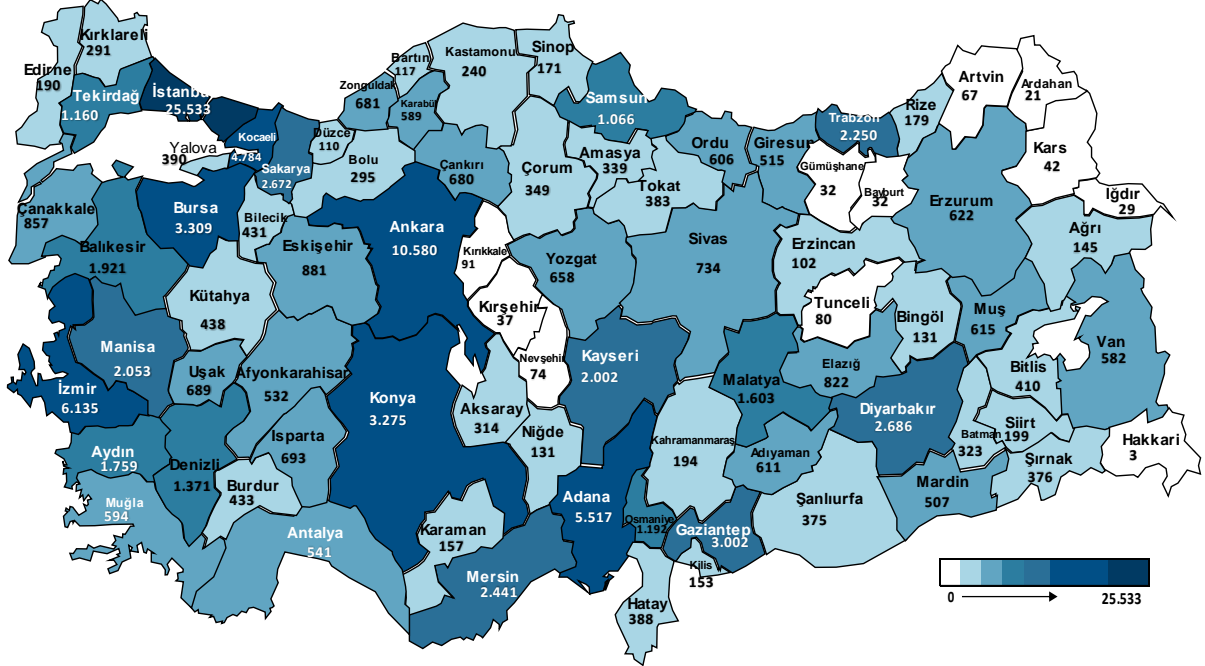 Kırklareli
291
Edirne
190
Tekirdağ
1.160
İstanbu
25.533
Kocaeli
4.784
Yalova
390
Sakarya
2.672
Düzce
110
Bolu
295
Zonguldak
681
Bartın
117
Karabük
589
Kastamonu
240
Sinop
171
Samsun
1.066
Çankırı
680
Çorum
349
Amasya
339
Tokat
383
Ordu
606
Giresun
515
Gümüşhane
32
Trabzon
2.250
Bayburt
32
Rize
179
Artvin
67
Ardahan
21
Kars
42
Iğdır
29
Ağrı
145
Erzurum
622
Erzincan
102
Çanakkale
857
Balıkesir
1.921
Bursa
3.309
Bilecik
431
Eskişehir
881
Ankara
10.580
Kırıkkale
91
Kırşehir
37
Yozgat
658
Sivas
734
Tunceli
80
Bingöl
131
Muş
615
Bitlis
410
Van
582
Kütahya
438
Manisa
2.053
İzmir
6.135
Uşak
689
Afyonkarahisar
532
Konya
3.275
Aksaray
314
Nevşehir
74
Kayseri
2.002
Malatya
1.603
Elazığ
822
Diyarbakır
2.686
Batman
323
Siirt
199
Şırnak
376
Hakkari
3
Aydın
1.759
Denizli
1.371
Isparta
693
Burdur
433
Muğla
594
Antalya
541
Karaman
157
Niğde
131
Mersin
2.441
Adana
5.517
Osmaniye
1.192
Kahramanmaraş
194
Adıyaman
611
Gaziantep
3.002
Kilis
153
Hatay
388
Şanlıurfa
375
Mardin
507
0
25.533